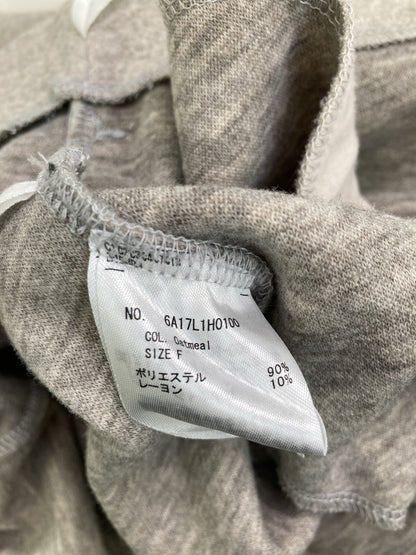 NO. 6A17L1H0100
COL. Oatmeal
SIZE F
ポリエステル 90%
レーヨン 10%